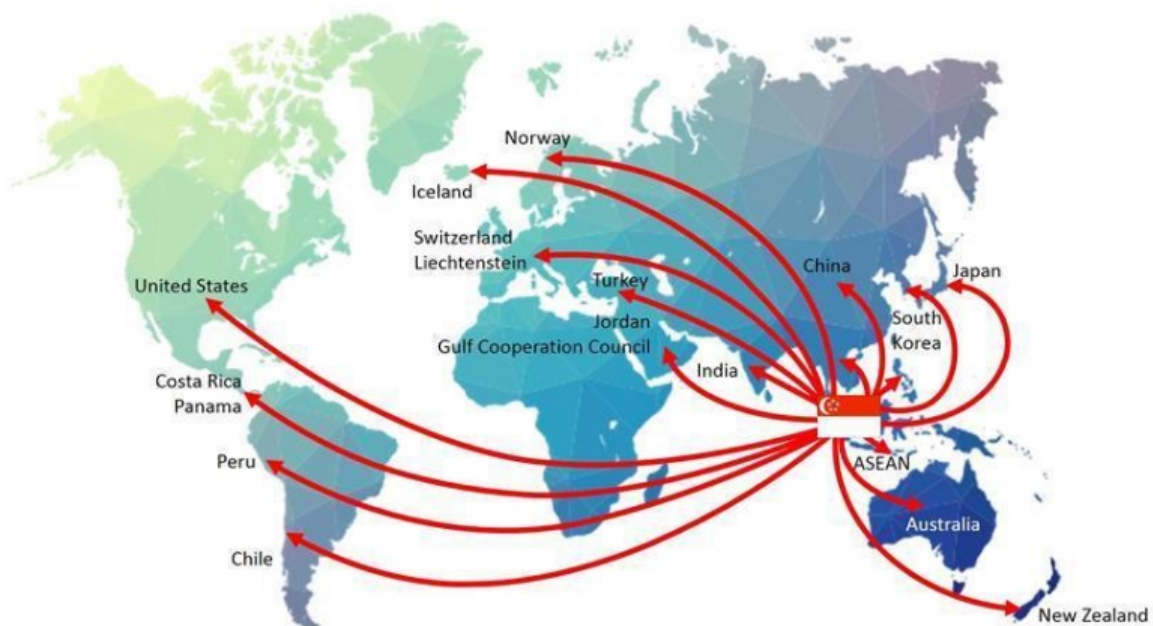 Norway
Iceland
Switzerland
Liechtenstein
China
Japan
Turkey
United States
Jordan
South
Korea
Gulf Cooperation Council
India
Costa Rica
Panama
Peru
ASEAN
Australia
Chile
New Zealand